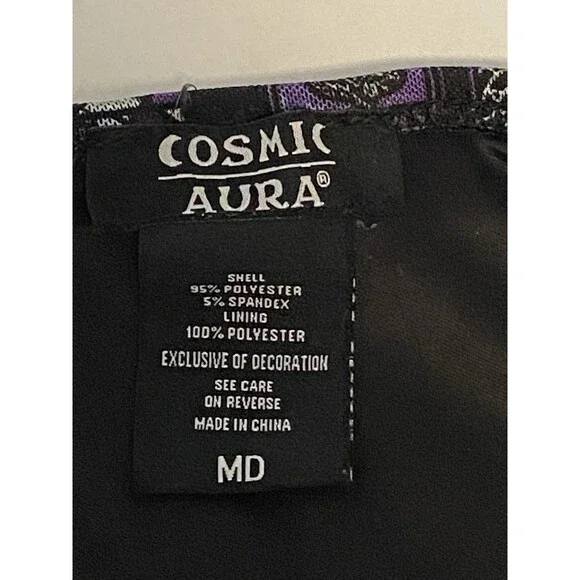 COSMIC
AURA®
SHELL
95% POLYESTER
5% SPANDEX
LINING
100% POLYESTER
EXCLUSIVE OF DECORATION
SEE CARE
ON REVERSE
MADE IN CHINA
MD